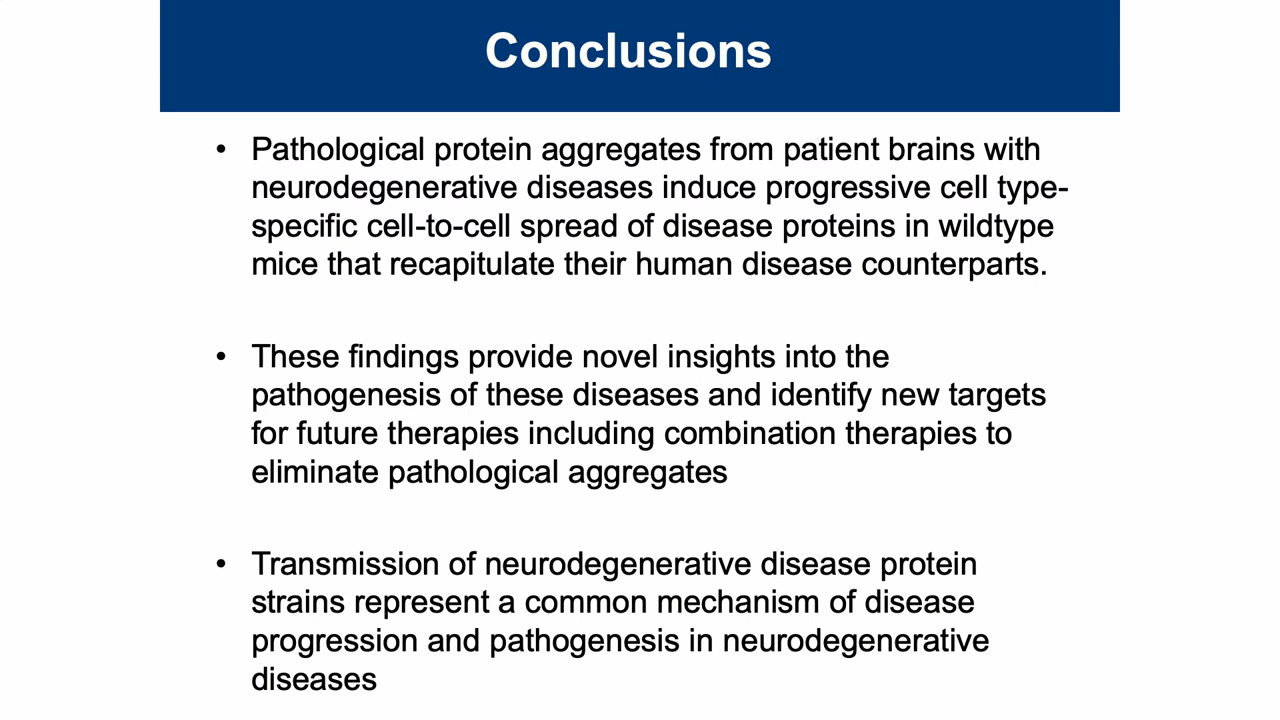 Conclusions
• Pathological protein aggregates from patient brains with
neurodegenerative diseases induce progressive cell type-
specific cell-to-cell spread of disease proteins in wildtype
mice that recapitulate their human disease counterparts.
• These findings provide novel insights into the
pathogenesis of these diseases and identify new targets
for future therapies including combination therapies to
eliminate pathological aggregates
• Transmission of neurodegenerative disease protein
strains represent a common mechanism of disease
progression and pathogenesis in neurodegenerative
diseases